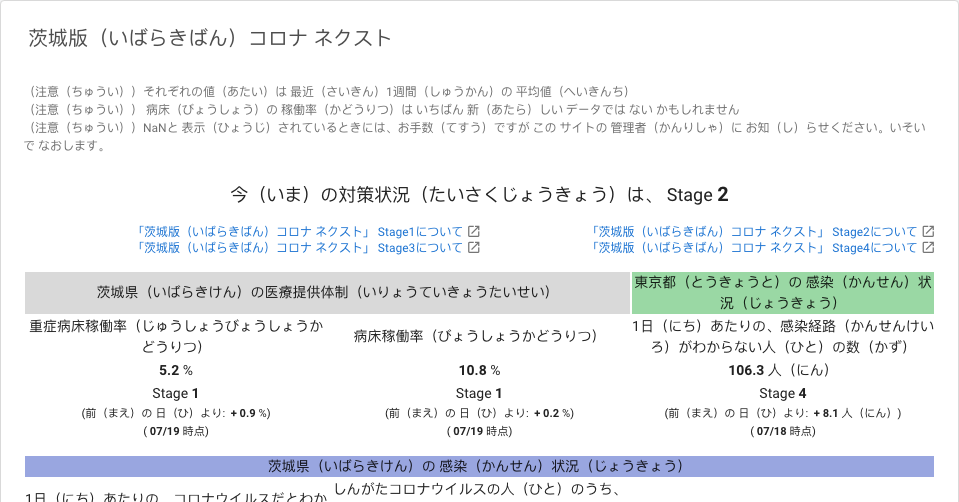 茨城版（いばらきばん）コロナ ネクスト
（注意（ちゅうい））それぞれの値（あたい）は 最近（さいきん）1週間（しゅうかん）の 平均値（へいきんち）
（注意（ちゅうい）） 病床（びょうしょう）の 稼働率（かどうりつ）は いちばん 新（あたら）しい データでは ない かもしれません
（注意（ちゅうい））NaNと 表示（ひょうじ）されているときには、お手数（てすう）ですが この サイトの 管理者（かんりしゃ）に お知（し）らせください。いそい
で なおします。
今（いま）の対策状況（たいさくじょうきょう）は、 Stage 2
「茨城版（いばらきばん）コロナ ネクスト」 Stage1について
「茨城版（いばらきばん）コロナ ネクスト」 Stage2について
「茨城版（いばらきばん）コロナ ネクスト」 Stage3について
「茨城版（いばらきばん）コロナ ネクスト」 Stage4について
茨城県（いばらきけん）の医療提供体制（いりょうていきょうたいせい）
東京都（とうきょうと）の 感染（かんせん）状
況（じょうきょう）
重症病床稼働率（じゅうしょうびょうしょうか
どうりつ）
5.2 %
Stage 1
(前（まえ）の 日（ひ）より: + 0.9 %)
( 07/19 時点)
病床稼働率（びょうしょうかどうりつ）
10.8 %
Stage 1
(前（まえ）の 日（ひ）より: + 0.2 %)
( 07/19 時点)
1日（にち）あたりの、感染経路（かんせんけい
ろ）がわからない人（ひと）の数（かず）
106.3 人（にん）
Stage 4
(前（まえ）の 日（ひ）より: + 8.1 人（にん）)
( 07/18 時点)
茨城県（いばらきけん）の 感染（かんせん）状況（じょうきょう）
1日（にち）あたりの、コロナウイルスだとわか
しんがたコロナウイルスの人（ひと）のうち、